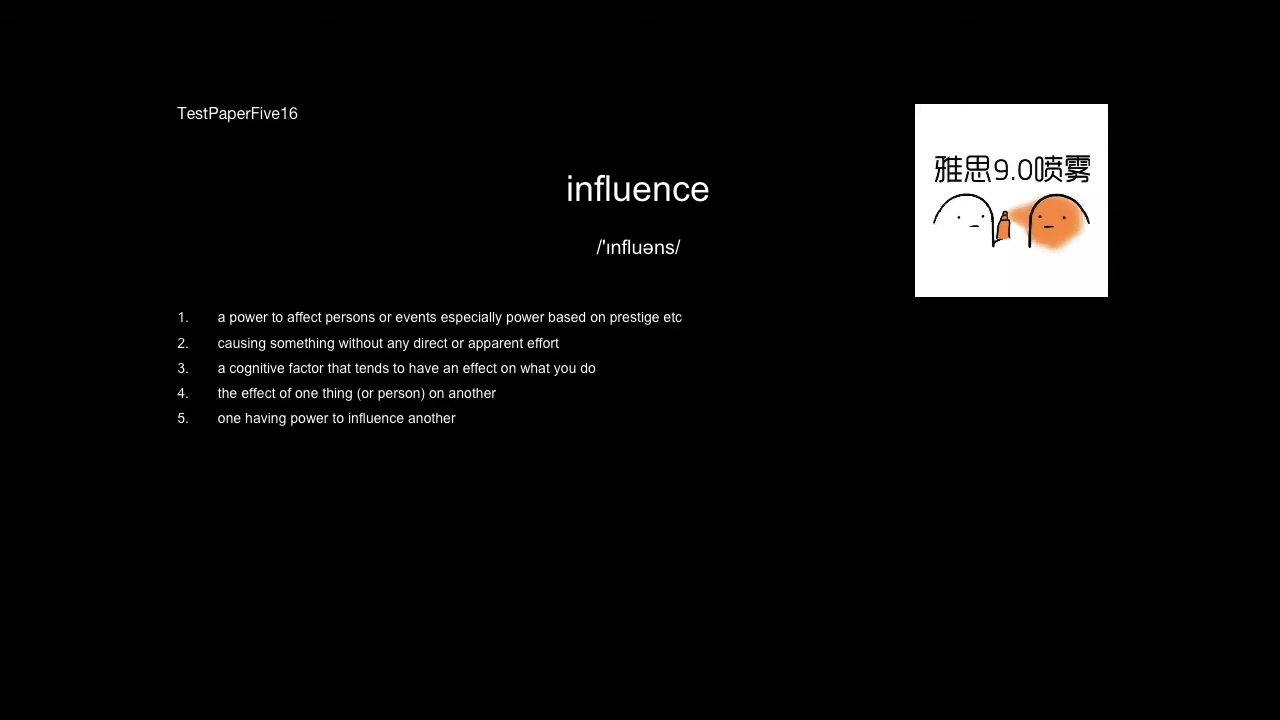 TestPaperFive16
雅思9.0喷雾
influence
/'ɪnfluəns/
1. a power to affect persons or events especially power based on prestige etc
2. causing something without any direct or apparent effort
3. a cognitive factor that tends to have an effect on what you do
4. the effect of one thing (or person) on another
5. one having power to influence another